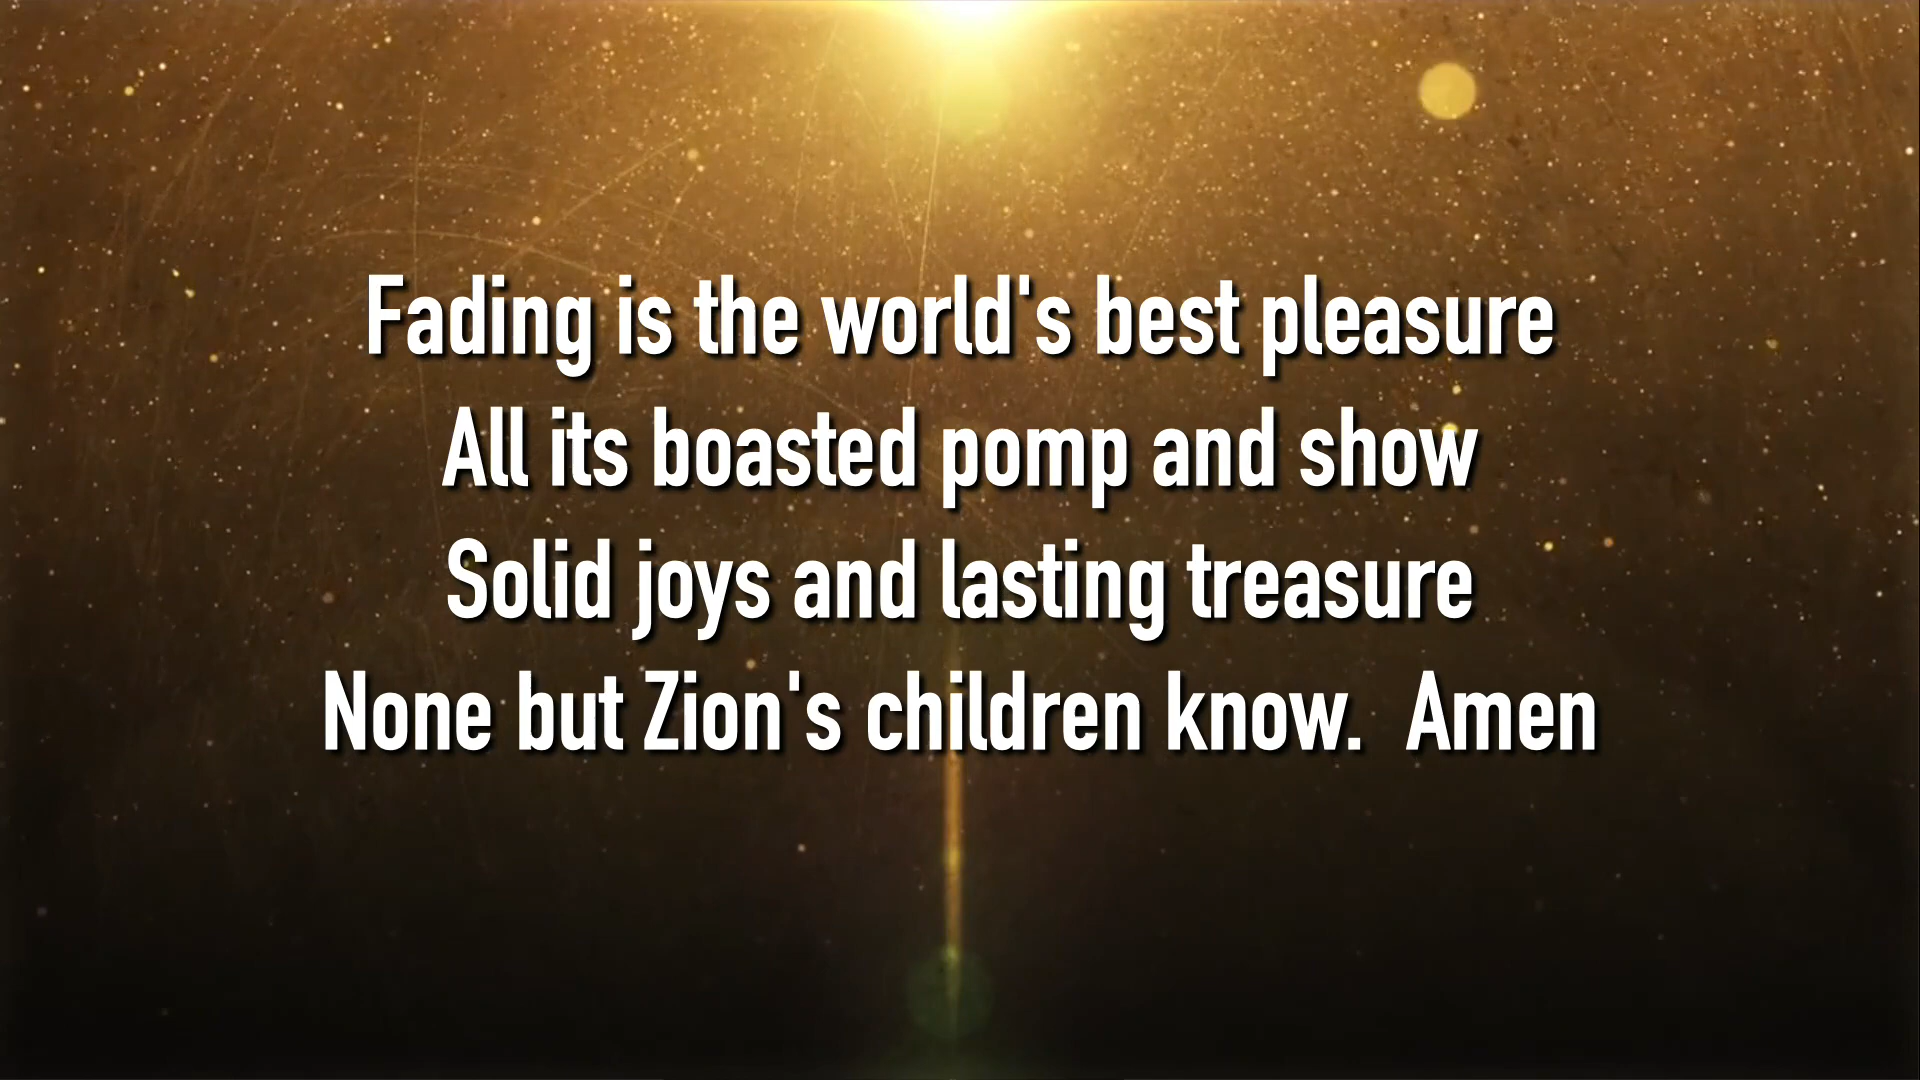 Fading is the world's best pleasure
All its boasted pomp and show
Solid joys and lasting treasure
None but Zion's children know.  Amen